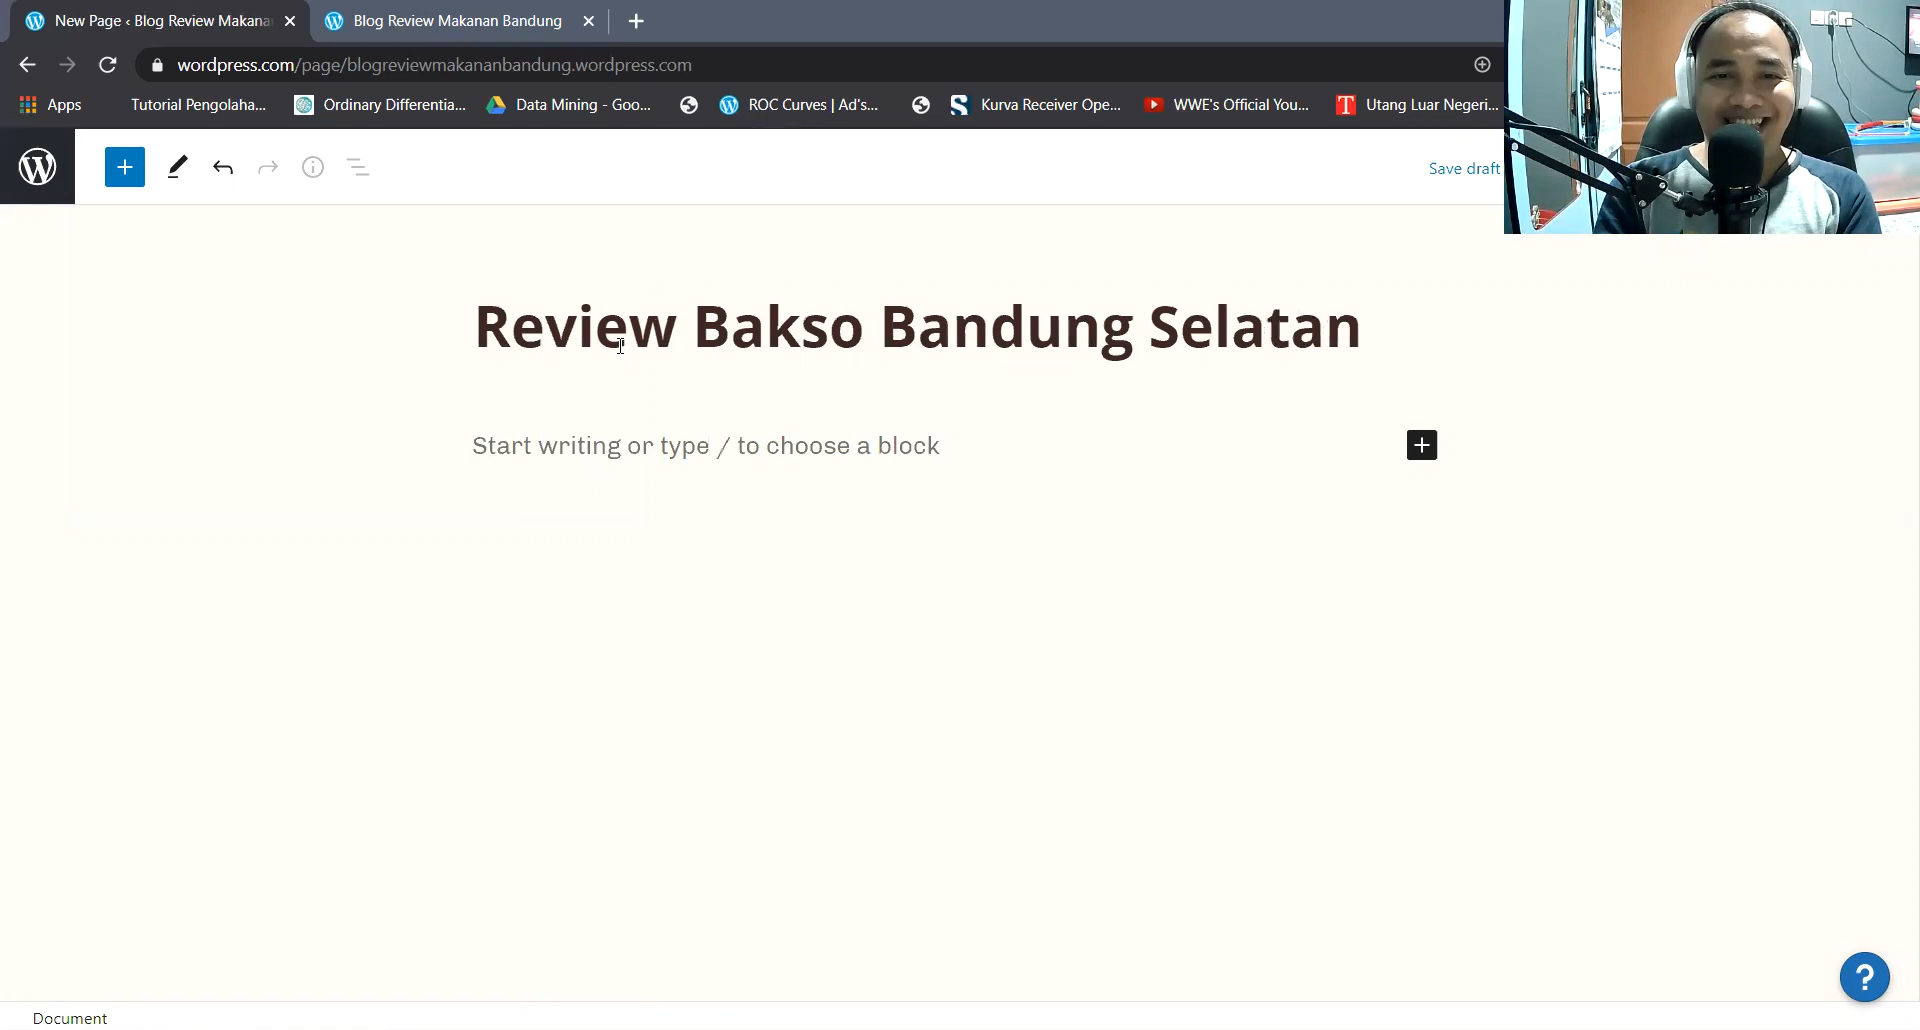 New Page ‹ Blog Review Makana
Blog Review Makanan Bandung
wordpress.com/page/blogreviewmakananbandung.wordpress.com
Apps
Tutorial Pengolaha...
Ordinary Differentia...
Data Mining - Goo...
ROC Curves | Ad's...
Kurva Receiver Ope...
WWE's Official You...
Utang Luar Negeri...
Save draft
Review Bakso Bandung Selatan
Start writing or type / to choose a block
Document